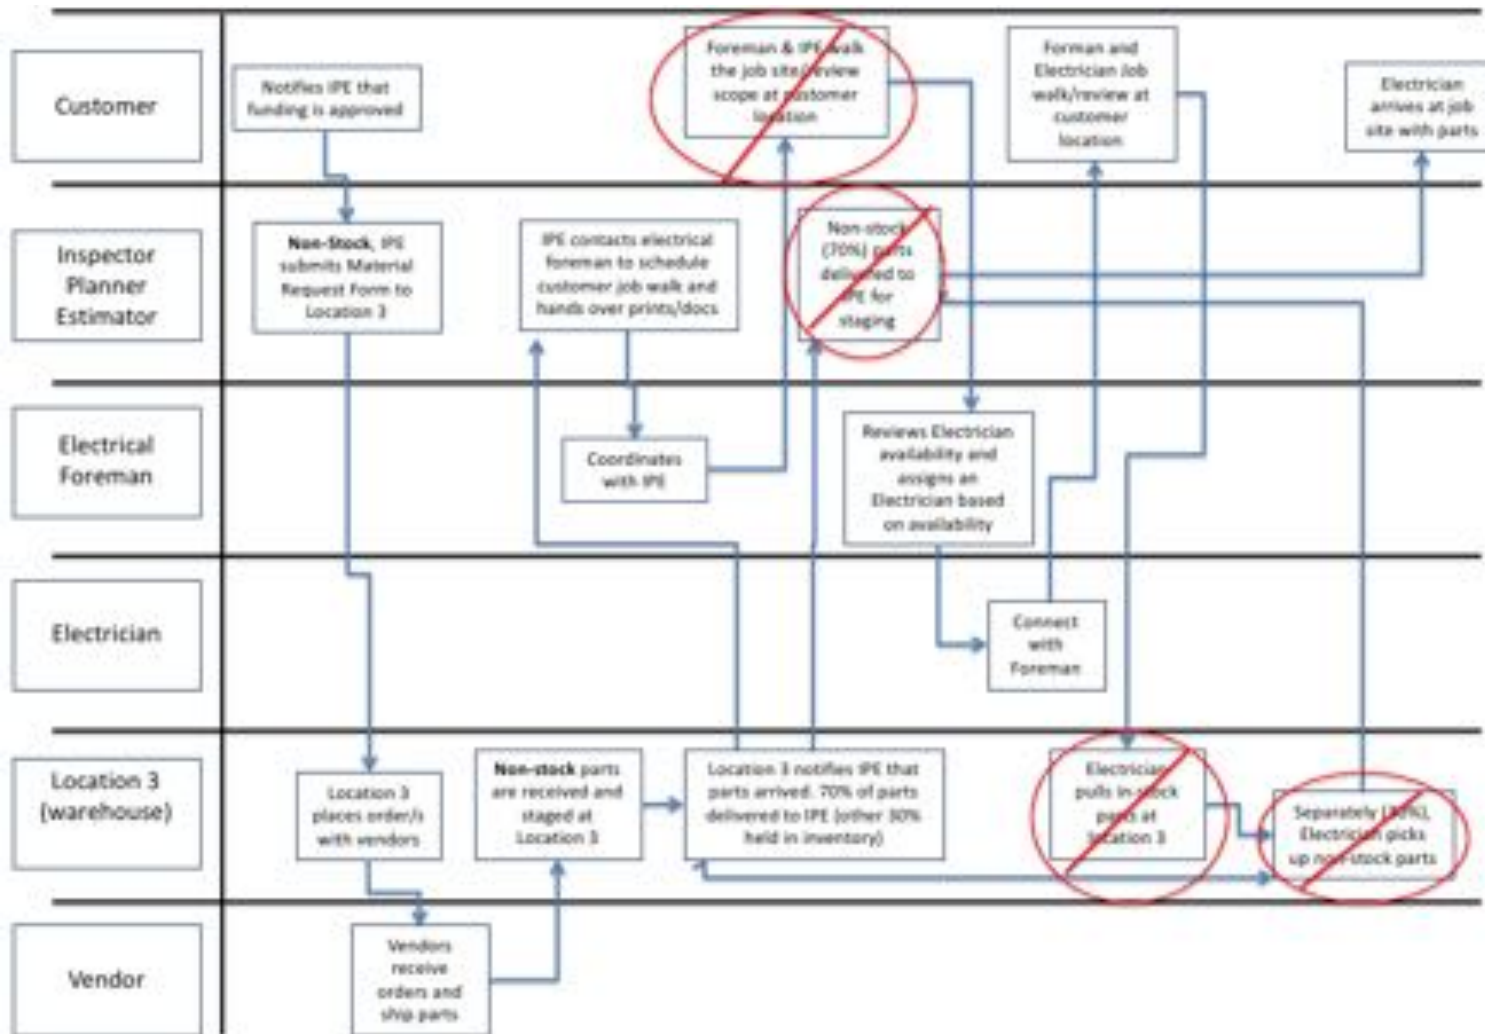 Customer
Notifies IPE that
funding is approved
Foreman & IPE walk
the job site/review
scope at customer
location
Forman and
Electrician Job
walk/review at
customer
location
Electrician
arrives at job
site with parts
Inspector
Planner
Estimator
Non-Stock, IPE
submits Material
Request Form to
Location 3
IPE contacts electrical
foreman to schedule
customer job walk and
hands over prints/docs
Non-stock
(70%) parts
delivered to
IPE for
staging
Electrical
Foreman
Coordinates
with IPE
Reviews Electrician
availability and
assigns an
Electrician based
on availability
Electrician
Connect
with
Foreman
Location 3
(warehouse)
Location 3
places order/s
with vendors
Non-stock parts
are received and
staged at
Location 3
Location 3 notifies IPE that
parts arrived. 70% of parts
delivered to IPE (other 30%
held in inventory)
Electrician
pulls in-stock
parts at
location 3
Separately (30%),
Electrician picks
up non-stock parts
Vendor
Vendors
receive
orders and
ship parts